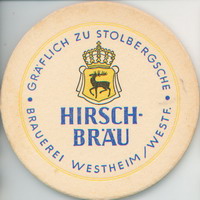 • GRÄFLICH ZU STOLBERGSCHE •
HIRSCH-
BRÄU
BRAUEREI WESTHEIM/WESTF.